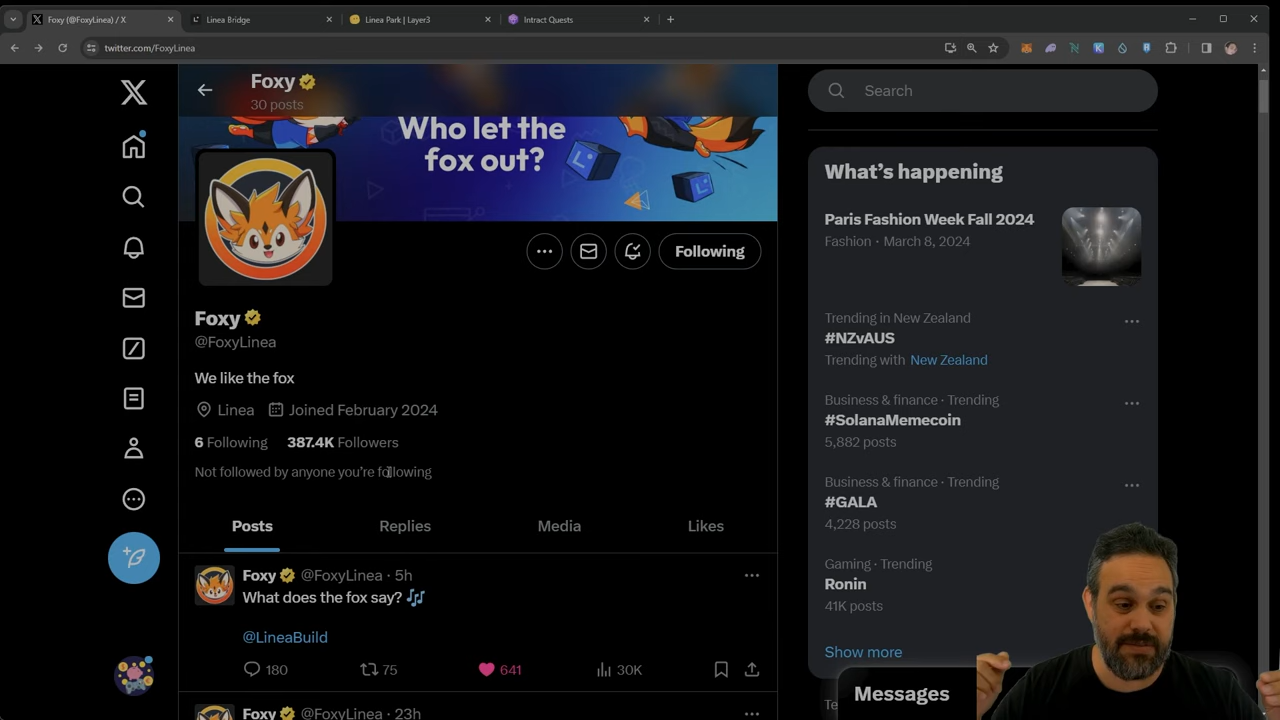 Foxy (@FoxyLinea) / X
Linea Bridge
Linea Park | Layer3
Intract Quests
twitter.com/FoxyLinea
Foxy
30 posts
Who let the
fox out?
Following
Foxy
@FoxyLinea
We like the fox
Linea Joined February 2024
6 Following 387.4K Followers
Not followed by anyone you're following
Posts Replies Media Likes
Foxy @FoxyLinea · 5h
What does the fox say?
@LineaBuild
180 75 641 30K
Foxy @FoxyLinea · 23h
Search
What's happening
Paris Fashion Week Fall 2024
Fashion · March 8, 2024
Trending in New Zealand
#NZvAUS
Trending with New Zealand
Business & finance · Trending
#SolanaMemecoin
5,882 posts
Business & finance · Trending
#GALA
4,228 posts
Gaming · Trending
Ronin
41K posts
Show more
Messages